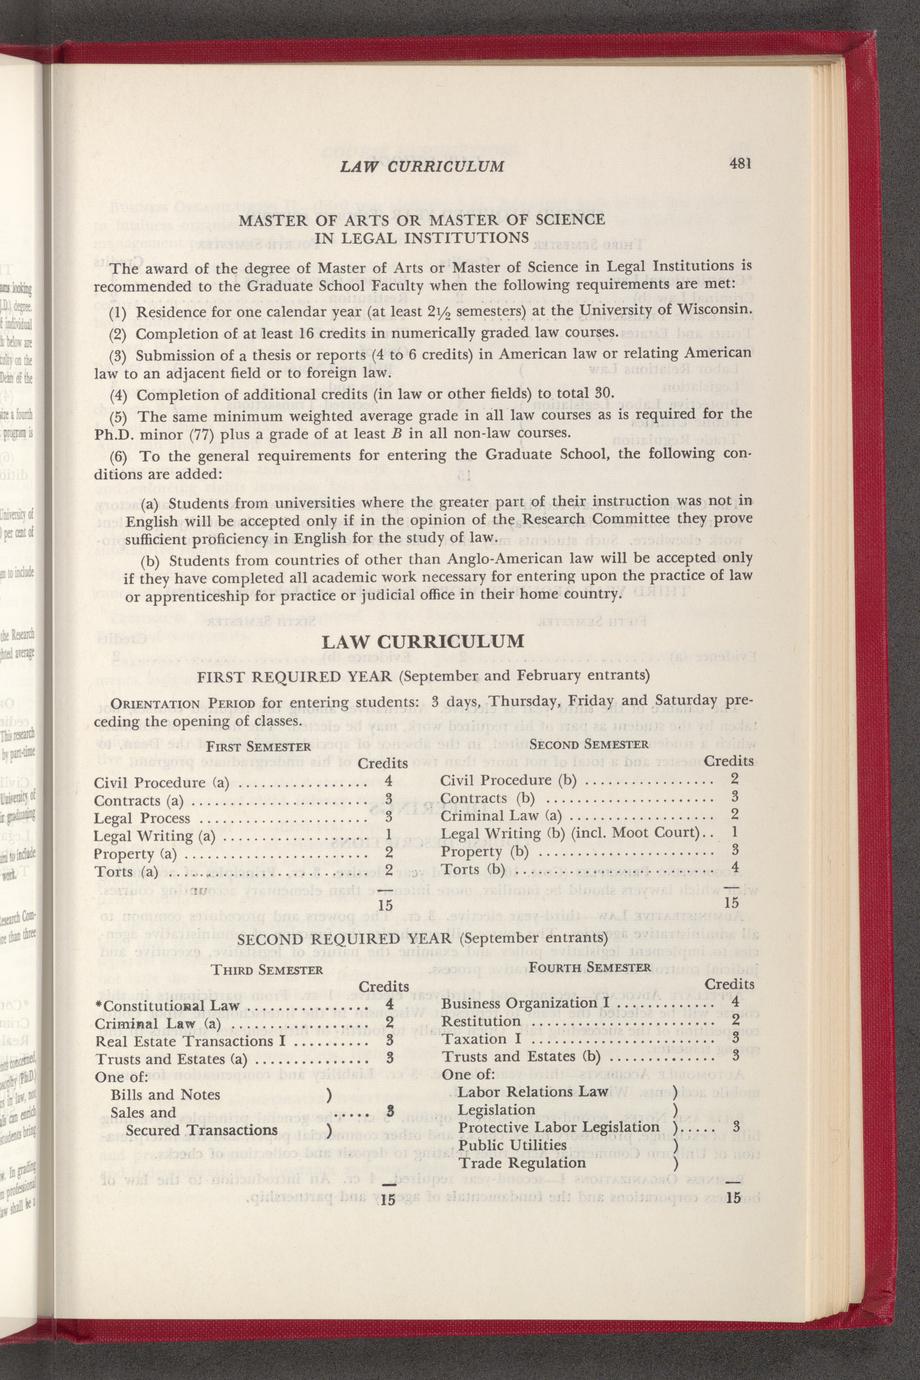 LAW CURRICULUM 481
MASTER OF ARTS OR MASTER OF SCIENCE
IN LEGAL INSTITUTIONS
The award of the degree of Master of Arts or Master of Science in Legal Institutions is
recommended to the Graduate School Faculty when the following requirements are met:
(1) Residence for one calendar year (at least 2½ semesters) at the University of Wisconsin.
(2) Completion of at least 16 credits in numerically graded law courses.
(3) Submission of a thesis or reports (4 to 6 credits) in American law or relating American
law to an adjacent field or to foreign law.
(4) Completion of additional credits (in law or other fields) to total 30.
(5) The same minimum weighted average grade in all law courses as is required for the
Ph.D. minor (77) plus a grade of at least B in all non-law courses.
(6) To the general requirements for entering the Graduate School, the following con-
ditions are added:
(a) Students from universities where the greater part of their instruction was not in
English will be accepted only if in the opinion of the Research Committee they prove
sufficient proficiency in English for the study of law.
(b) Students from countries of other than Anglo-American law will be accepted only
if they have completed all academic work necessary for entering upon the practice of law
or apprenticeship for practice or judicial office in their home country.
LAW CURRICULUM
FIRST REQUIRED YEAR (September and February entrants)
ORIENTATION PERIOD for entering students: 3 days, Thursday, Friday and Saturday pre-
ceding the opening of classes.
FIRST SEMESTER
Credits
Civil Procedure (a) ................ 4
Contracts (a) ........................ 3
Legal Process ....................... 3
Legal Writing (a) .................... 1
Property (a) ......................... 2
Torts (a) ........................... 2
15
SECOND SEMESTER
Credits
Civil Procedure (b) ................. 2
Contracts (b) ...................... 3
Criminal Law (a) ................... 2
Legal Writing (b) (incl. Moot Court).. 1
Property (b) ....................... 3
Torts (b) .......................... 4
15
SECOND REQUIRED YEAR (September entrants)
THIRD SEMESTER
Credits
*Constitutional Law ................ 4
Criminal Law (a) .................. 2
Real Estate Transactions I .......... 3
Trusts and Estates (a) ............... 3
One of:
Bills and Notes )
Sales and ..... 3
Secured Transactions )
15
FOURTH SEMESTER
Credits
Business Organization I ............. 4
Restitution ........................ 2
Taxation I ........................ 3
Trusts and Estates (b) .............. 3
One of:
Labor Relations Law )
Legislation )
Protective Labor Legislation )..... 3
Public Utilities )
Trade Regulation )
15